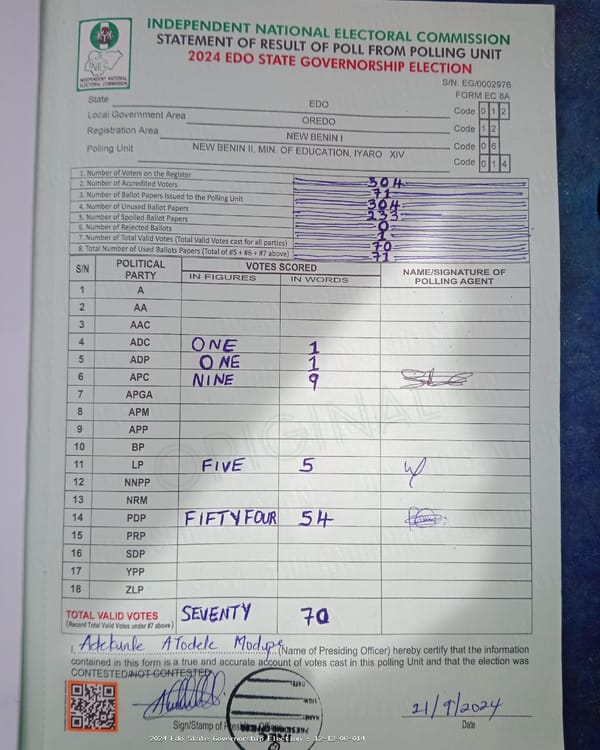 INDEPENDENT NATIONAL ELECTORAL COMMISSION
STATEMENT OF RESULT OF POLL FROM POLLING UNIT
2024 EDO STATE GOVERNORSHIP ELECTION
INDEPENDENT NATIONAL ELECTORAL COMMISSION
S/N: EG/0002976
FORM EC 8A
State EDO Code 0 1 2
Local Government Area OREDO Code 1 2
Registration Area NEW BENIN I Code 0 6
Polling Unit NEW BENIN II, MIN. OF EDUCATION, IYARO XIV Code 0 1 4
1. Number of Voters on the Register 304
2. Number of Accredited Voters 71
3. Number of Ballot Papers Issued to the Polling Unit 304
4. Number of Unused Ballot Papers 233
5. Number of Spoiled Ballot Papers 0
6. Number of Rejected Ballots 1
7. Number of Total Valid Votes (Total Valid Votes cast for all parties) 70
8. Total Number of Used Ballots Papers (Total of #5 + #6 + #7 above) 71
S/N POLITICAL PARTY VOTES SCORED NAME/SIGNATURE OF POLLING AGENT
IN FIGURES IN WORDS
1 A
2 AA
3 AAC
4 ADC ONE 1
5 ADP ONE 1
6 APC NINE 9
7 APGA
8 APM
9 APP
10 BP
11 LP FIVE 5
12 NNPP
13 NRM
14 PDP FIFTYFOUR 54
15 PRP
16 SDP
17 YPP
18 ZLP
ORIGINAL
TOTAL VALID VOTES SEVENTY 70
(Record Total Valid Votes under #7 above)
I, Adekunle Ayodele Modupe (Name of Presiding Officer) hereby certify that the information
contained in this form is a true and accurate account of votes cast in this polling Unit and that the election was
CONTESTED/NOT CONTESTED
21/9/2024
Sign/Stamp of Presiding Officer Date
2024 Edo State Governorship Election - 12-12-06-014